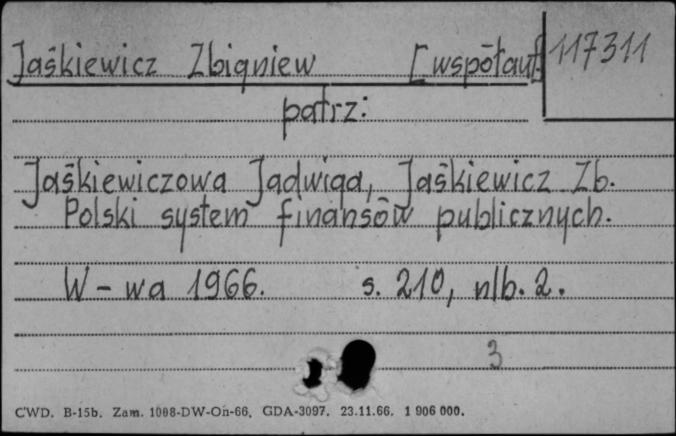 Jaśkiewicz Zbigniew [współaut] 117311
patrz:
Jaśkiewiczowa Jadwiga, Jaśkiewicz Zb.
Polski system finansów publicznych.
W-wa 1966. s. 210, nlb. 2.
3
CWD. B-15b. Zam. 1008-DW-On-66. GDA-3097. 23.11.66. 1 906 000.